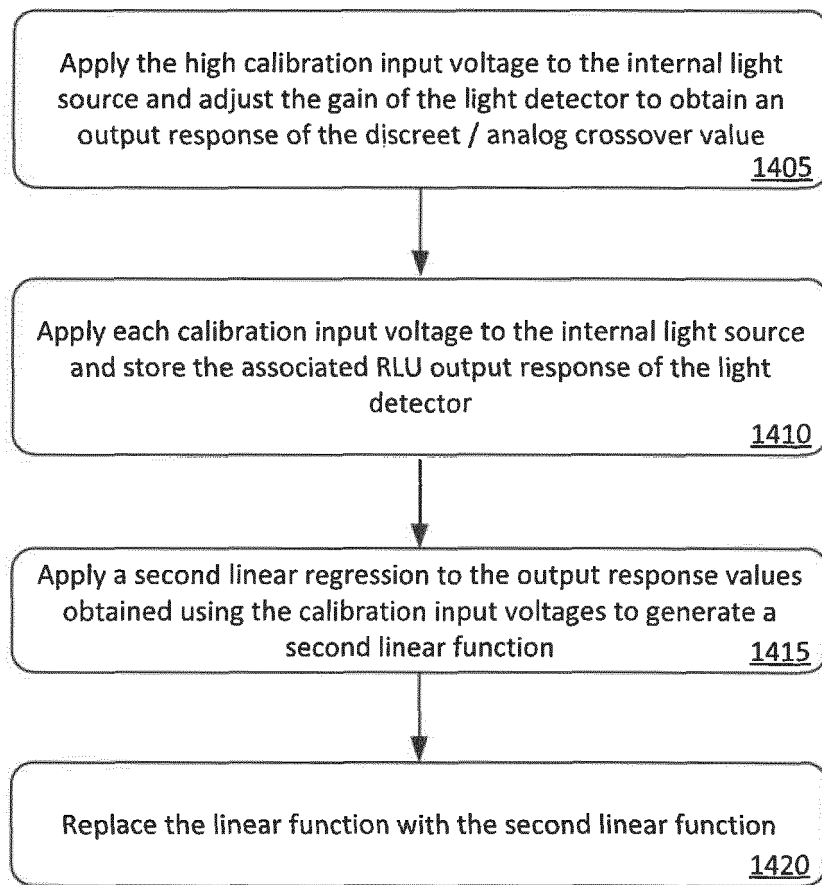 Apply the high calibration input voltage to the internal light
source and adjust the gain of the light detector to obtain an
output response of the discreet / analog crossover value
1405
Apply each calibration input voltage to the internal light source
and store the associated RLU output response of the light
detector
1410
Apply a second linear regression to the output response values
obtained using the calibration input voltages to generate a
second linear function
1415
Replace the linear function with the second linear function
1420